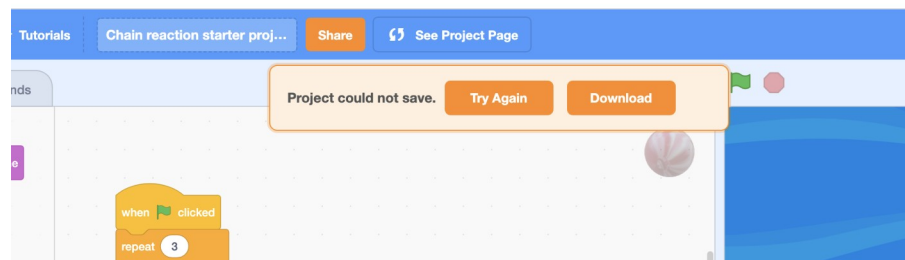 Tutorials
Chain reaction starter proj...
Share
See Project Page
nds
Project could not save.
Try Again
Download
e
when clicked
repeat 3